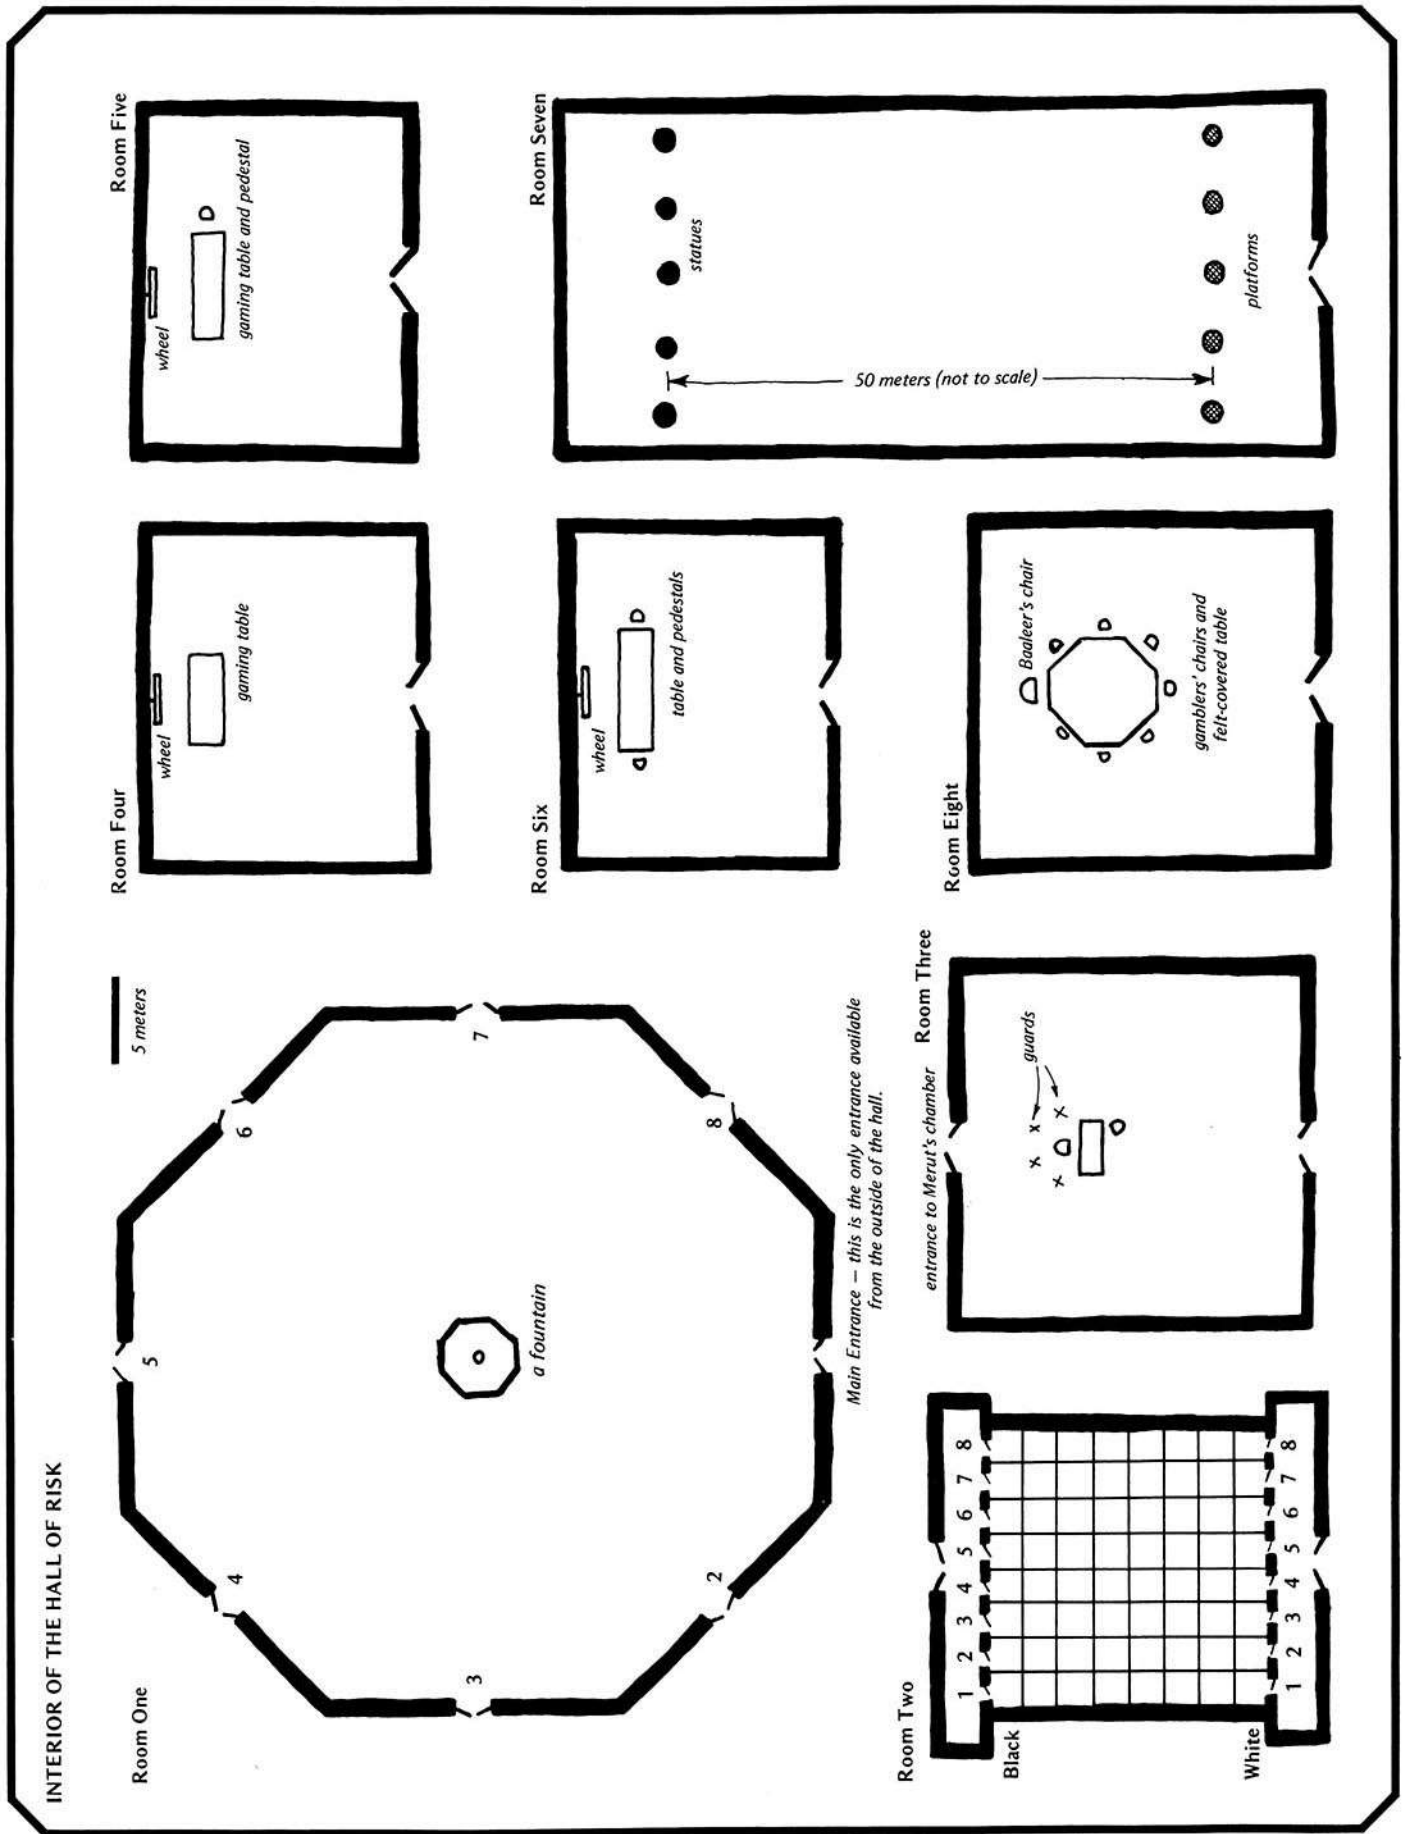 INTERIOR OF THE HALL OF RISK
Room One
5 meters
2
3
4
5
6
7
8
a fountain
Main Entrance — this is the only entrance available
from the outside of the hall.
Room Two
Black
1 2 3 4 5 6 7 8
White
1 2 3 4 5 6 7 8
Room Three
entrance to Merut's chamber
guards
x x x x
Room Four
wheel
gaming table
Room Five
wheel
gaming table and pedestal
Room Six
wheel
table and pedestals
Room Seven
statues
50 meters (not to scale)
platforms
Room Eight
Baaleer's chair
gamblers' chairs and
felt-covered table